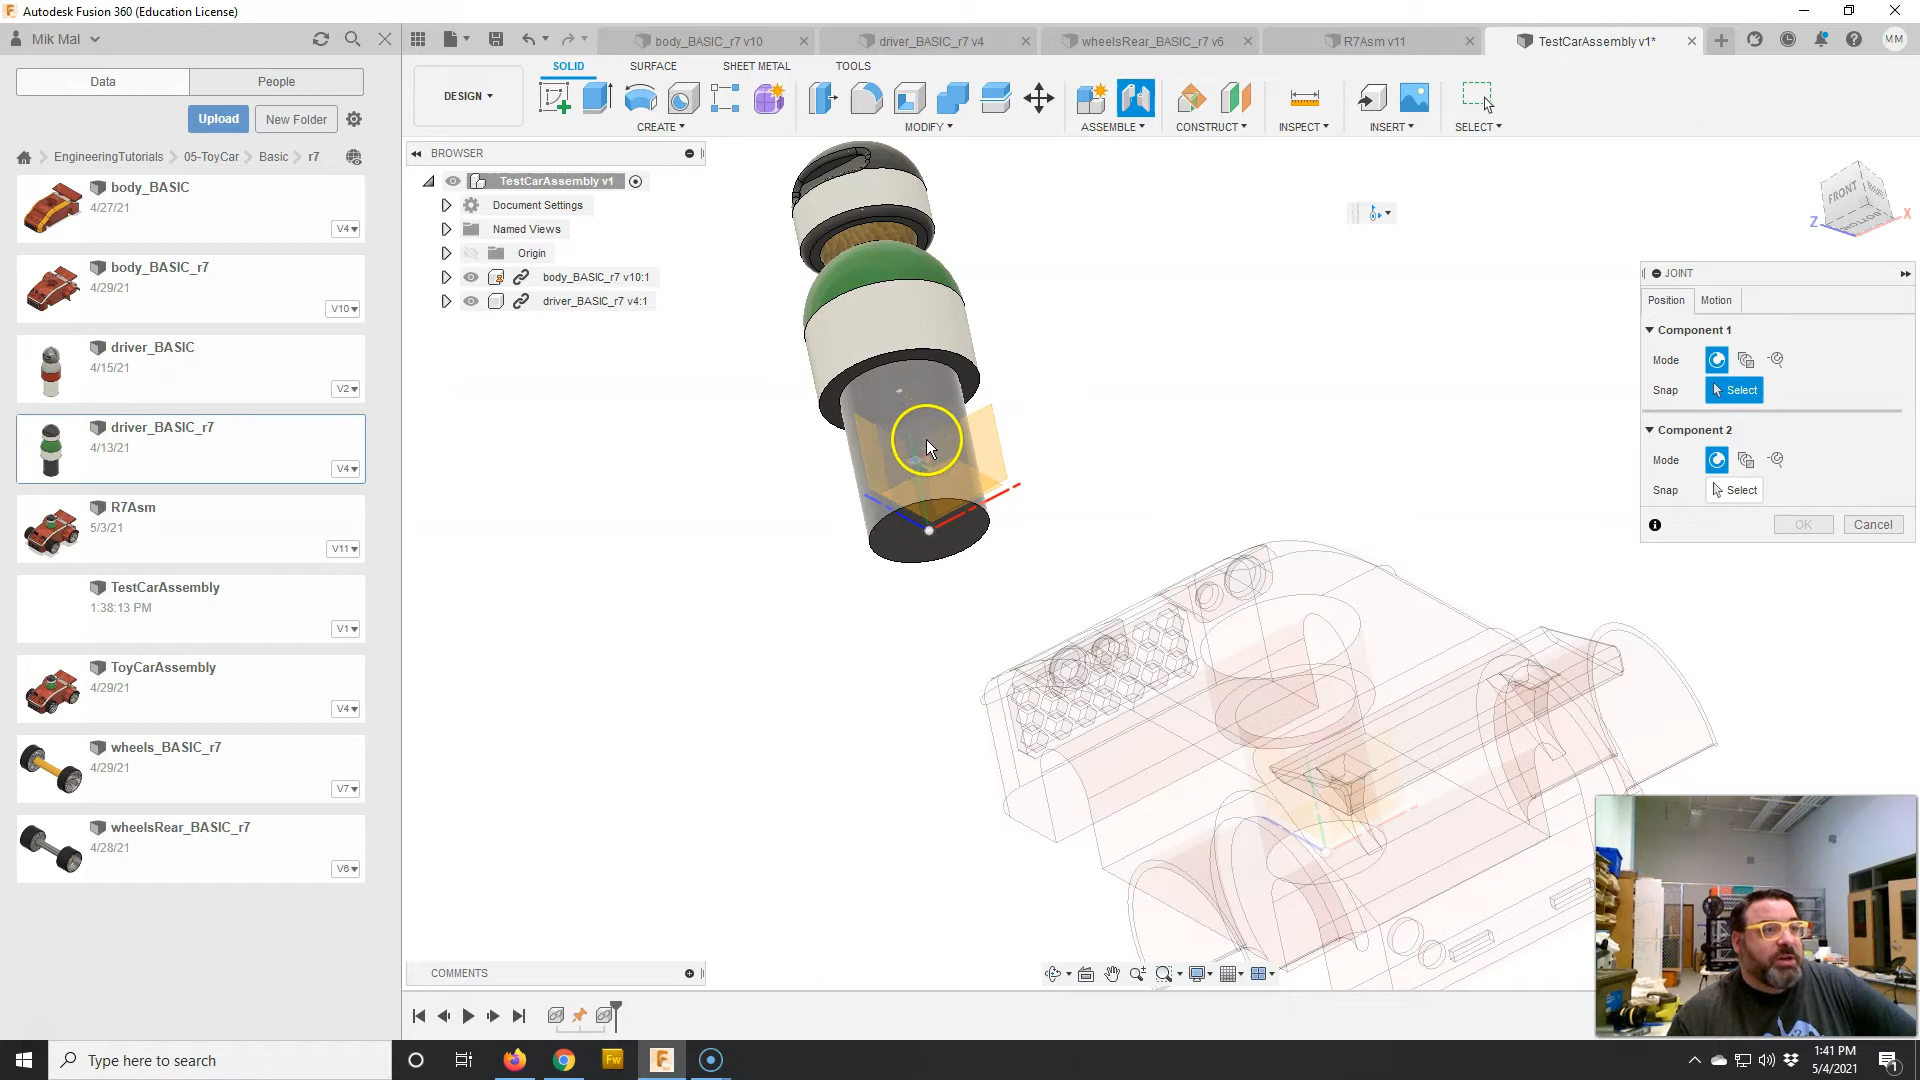 Autodesk Fusion 360 (Education License)
Mik Mal
body_BASIC_r7 v10
driver_BASIC_r7 v4
wheelsRear_BASIC_r7 v6
R7Asm v11
TestCarAssembly v1*
MM
Data
People
SOLID
SURFACE
SHEET METAL
TOOLS
DESIGN
CREATE
MODIFY
ASSEMBLE
CONSTRUCT
INSPECT
INSERT
SELECT
Upload
New Folder
EngineeringTutorials
05-ToyCar
Basic
r7
BROWSER
TestCarAssembly v1
Document Settings
Named Views
Origin
body_BASIC_r7 v10:1
driver_BASIC_r7 v4:1
body_BASIC
4/27/21
V4
body_BASIC_r7
4/29/21
V10
driver_BASIC
4/15/21
V2
driver_BASIC_r7
4/13/21
V4
R7Asm
5/3/21
V11
TestCarAssembly
1:38:13 PM
V1
ToyCarAssembly
4/29/21
V4
wheels_BASIC_r7
4/29/21
V7
wheelsRear_BASIC_r7
4/28/21
V6
FRONT
BOTTOM
Z
X
JOINT
Position
Motion
Component 1
Mode
Snap
Select
Component 2
Mode
Snap
Select
OK
Cancel
COMMENTS
Type here to search
Fw
F
1:41 PM
5/4/2021
1